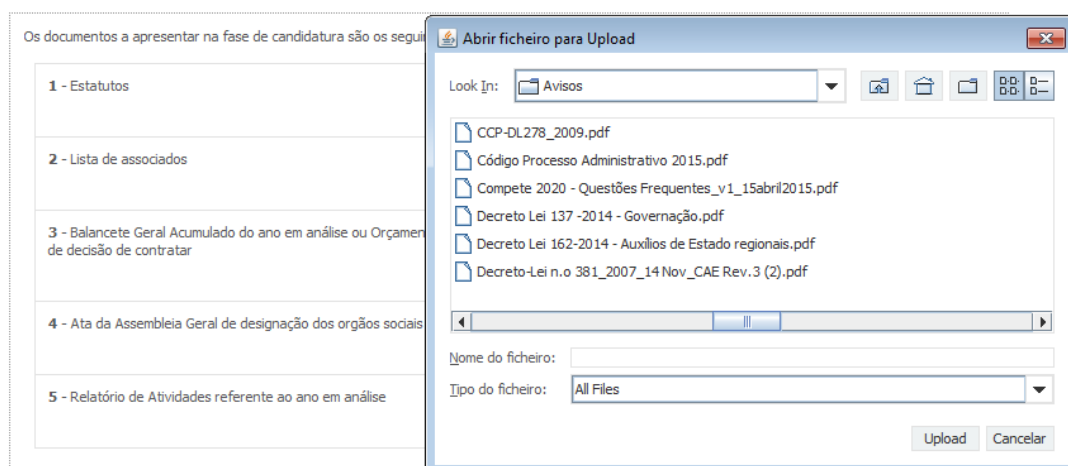 Os documentos a apresentar na fase de candidatura são os segui
1 - Estatutos
2 - Lista de associados
3 - Balancete Geral Acumulado do ano em análise ou Orçamen
de decisão de contratar
4 - Ata da Assembleia Geral de designação dos orgãos sociais
5 - Relatório de Atividades referente ao ano em análise
Abrir ficheiro para Upload
Look In: Avisos
CCP-DL278_2009.pdf
Código Processo Administrativo 2015.pdf
Compete 2020 - Questões Frequentes_v1_15abril2015.pdf
Decreto Lei 137 -2014 - Governação.pdf
Decreto Lei 162-2014 - Auxílios de Estado regionais.pdf
Decreto-Lei n.o 381_2007_14 Nov_CAE Rev.3 (2).pdf
Nome do ficheiro:
Tipo do ficheiro: All Files
Upload Cancelar